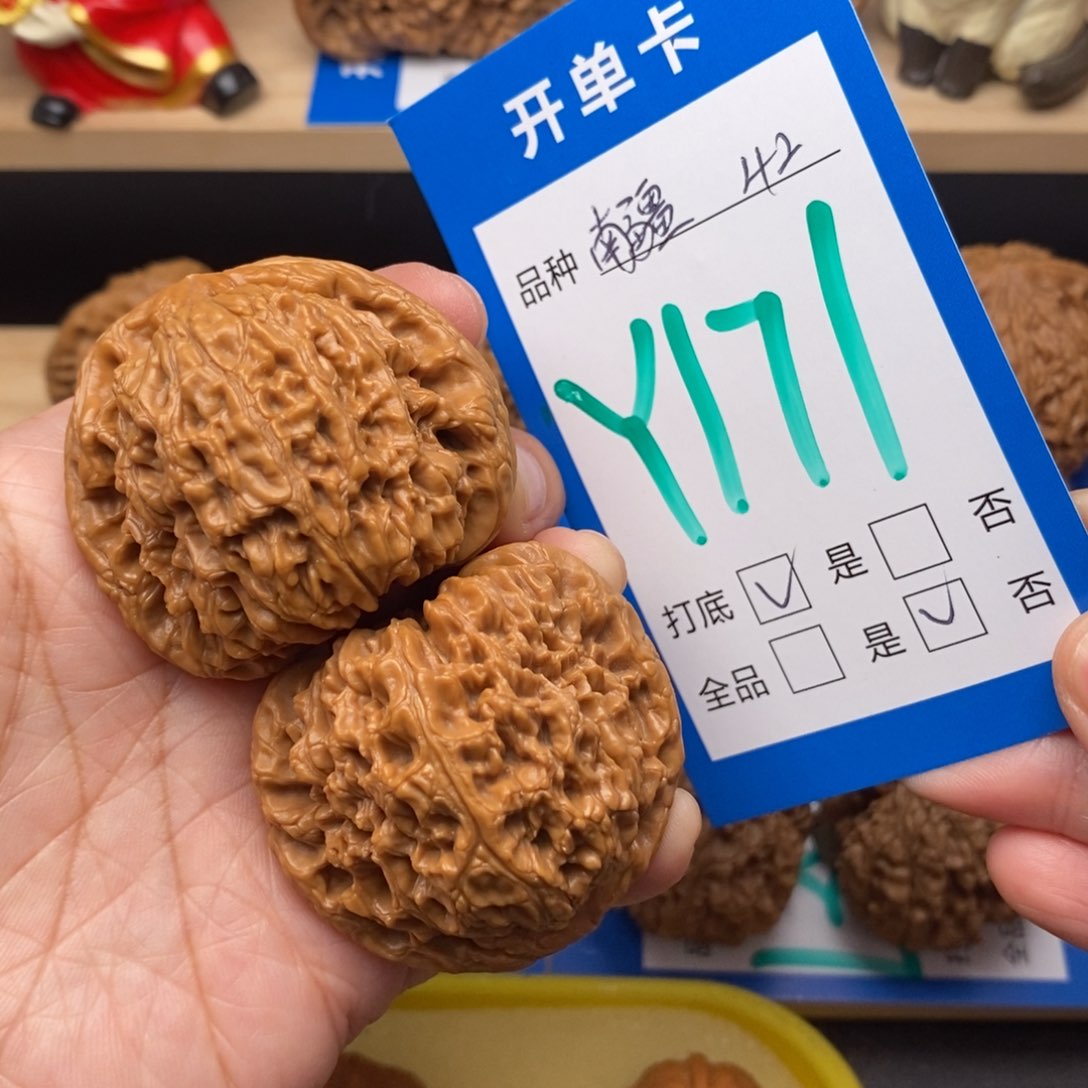 开单卡
品种 南疆 42
Y171
打底 是 否
全品 是 否